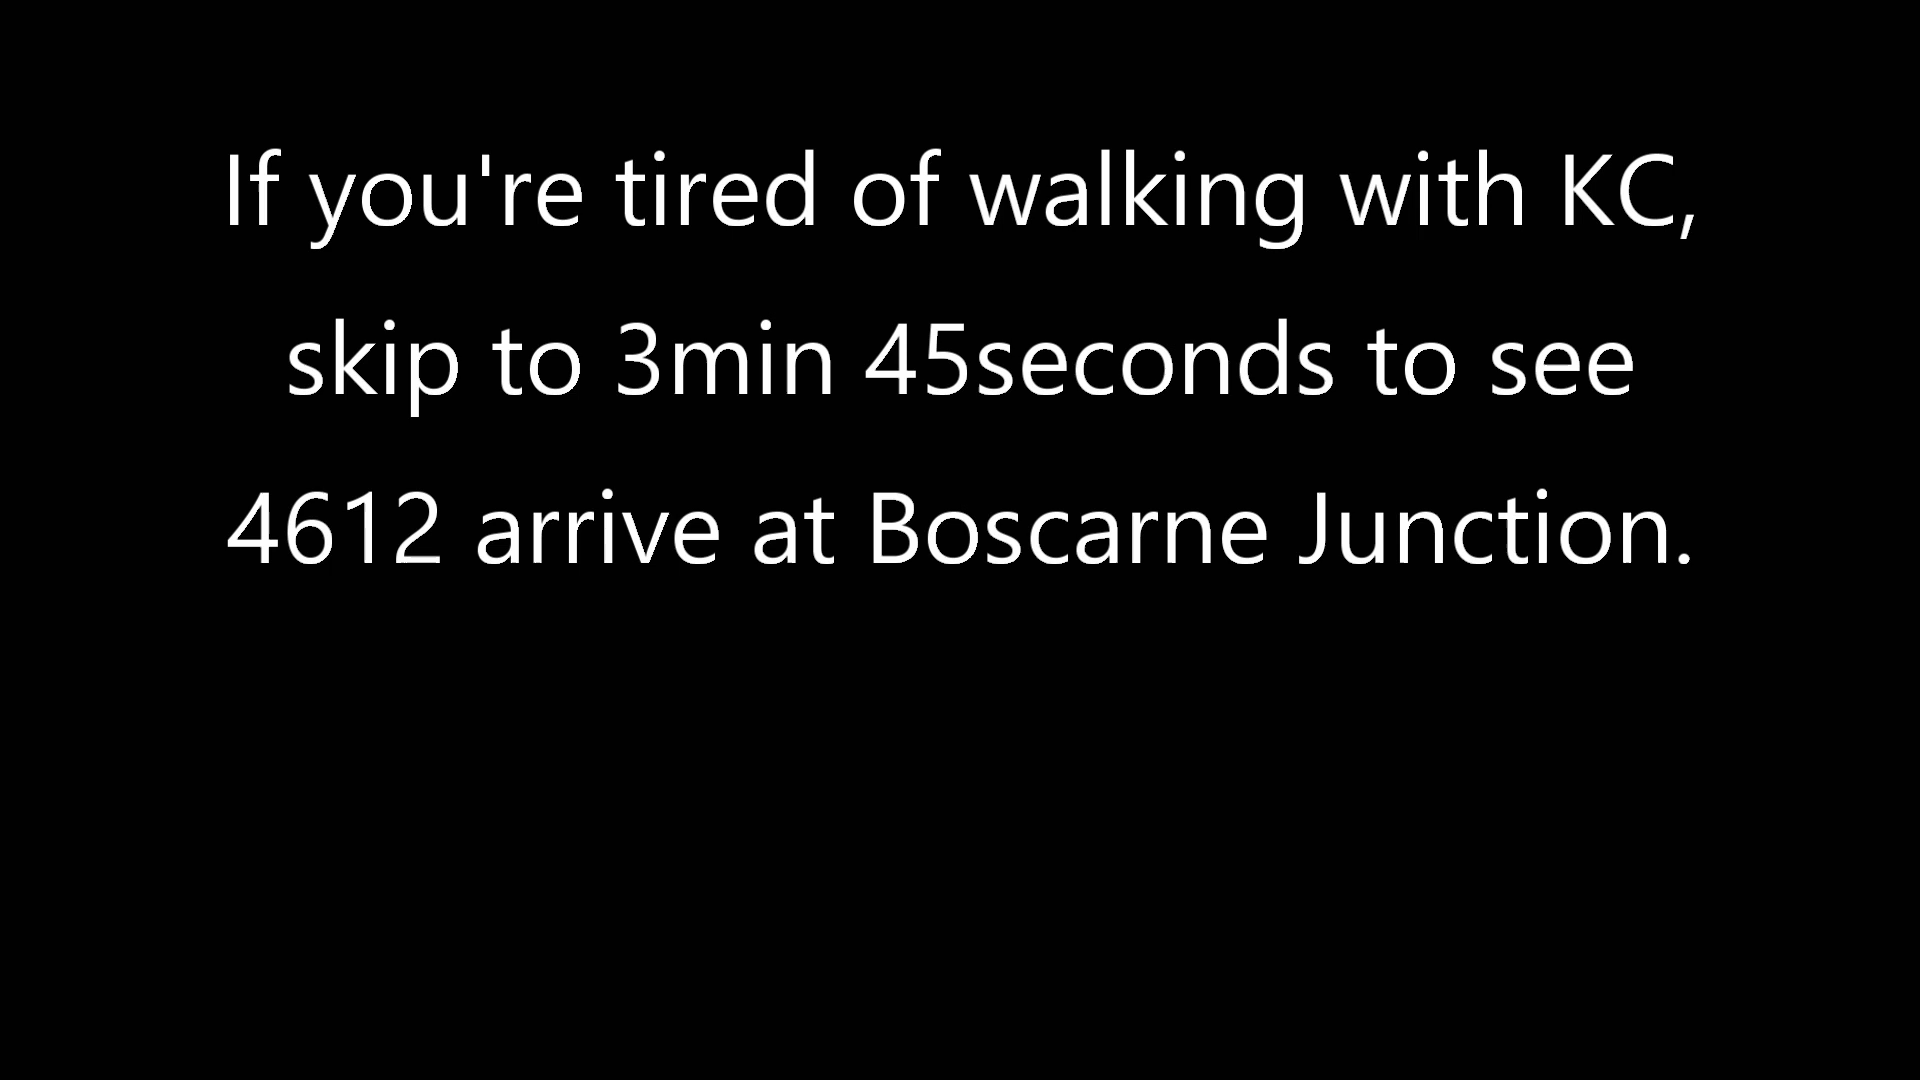 If you're tired of walking with KC,
skip to 3min 45seconds to see
4612 arrive at Boscarne Junction.